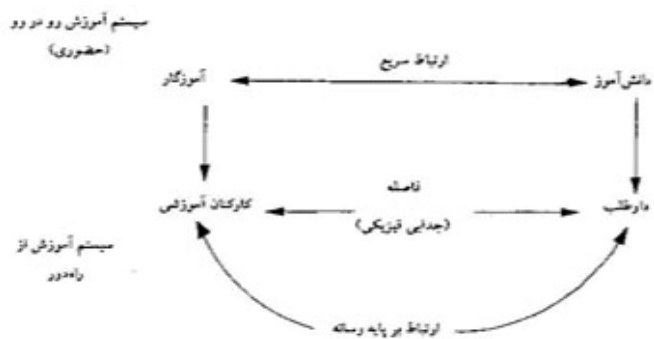 سیستم آموزش رو در رو
(حضوری)
ارتباط سریع
دانش‌آموز
آموزگار
فاصله
داوطلب
کارکنان آموزشی
(جدایی فیزیکی)
سیستم آموزش از
راه‌دور
ارتباط بر پایه رسانه